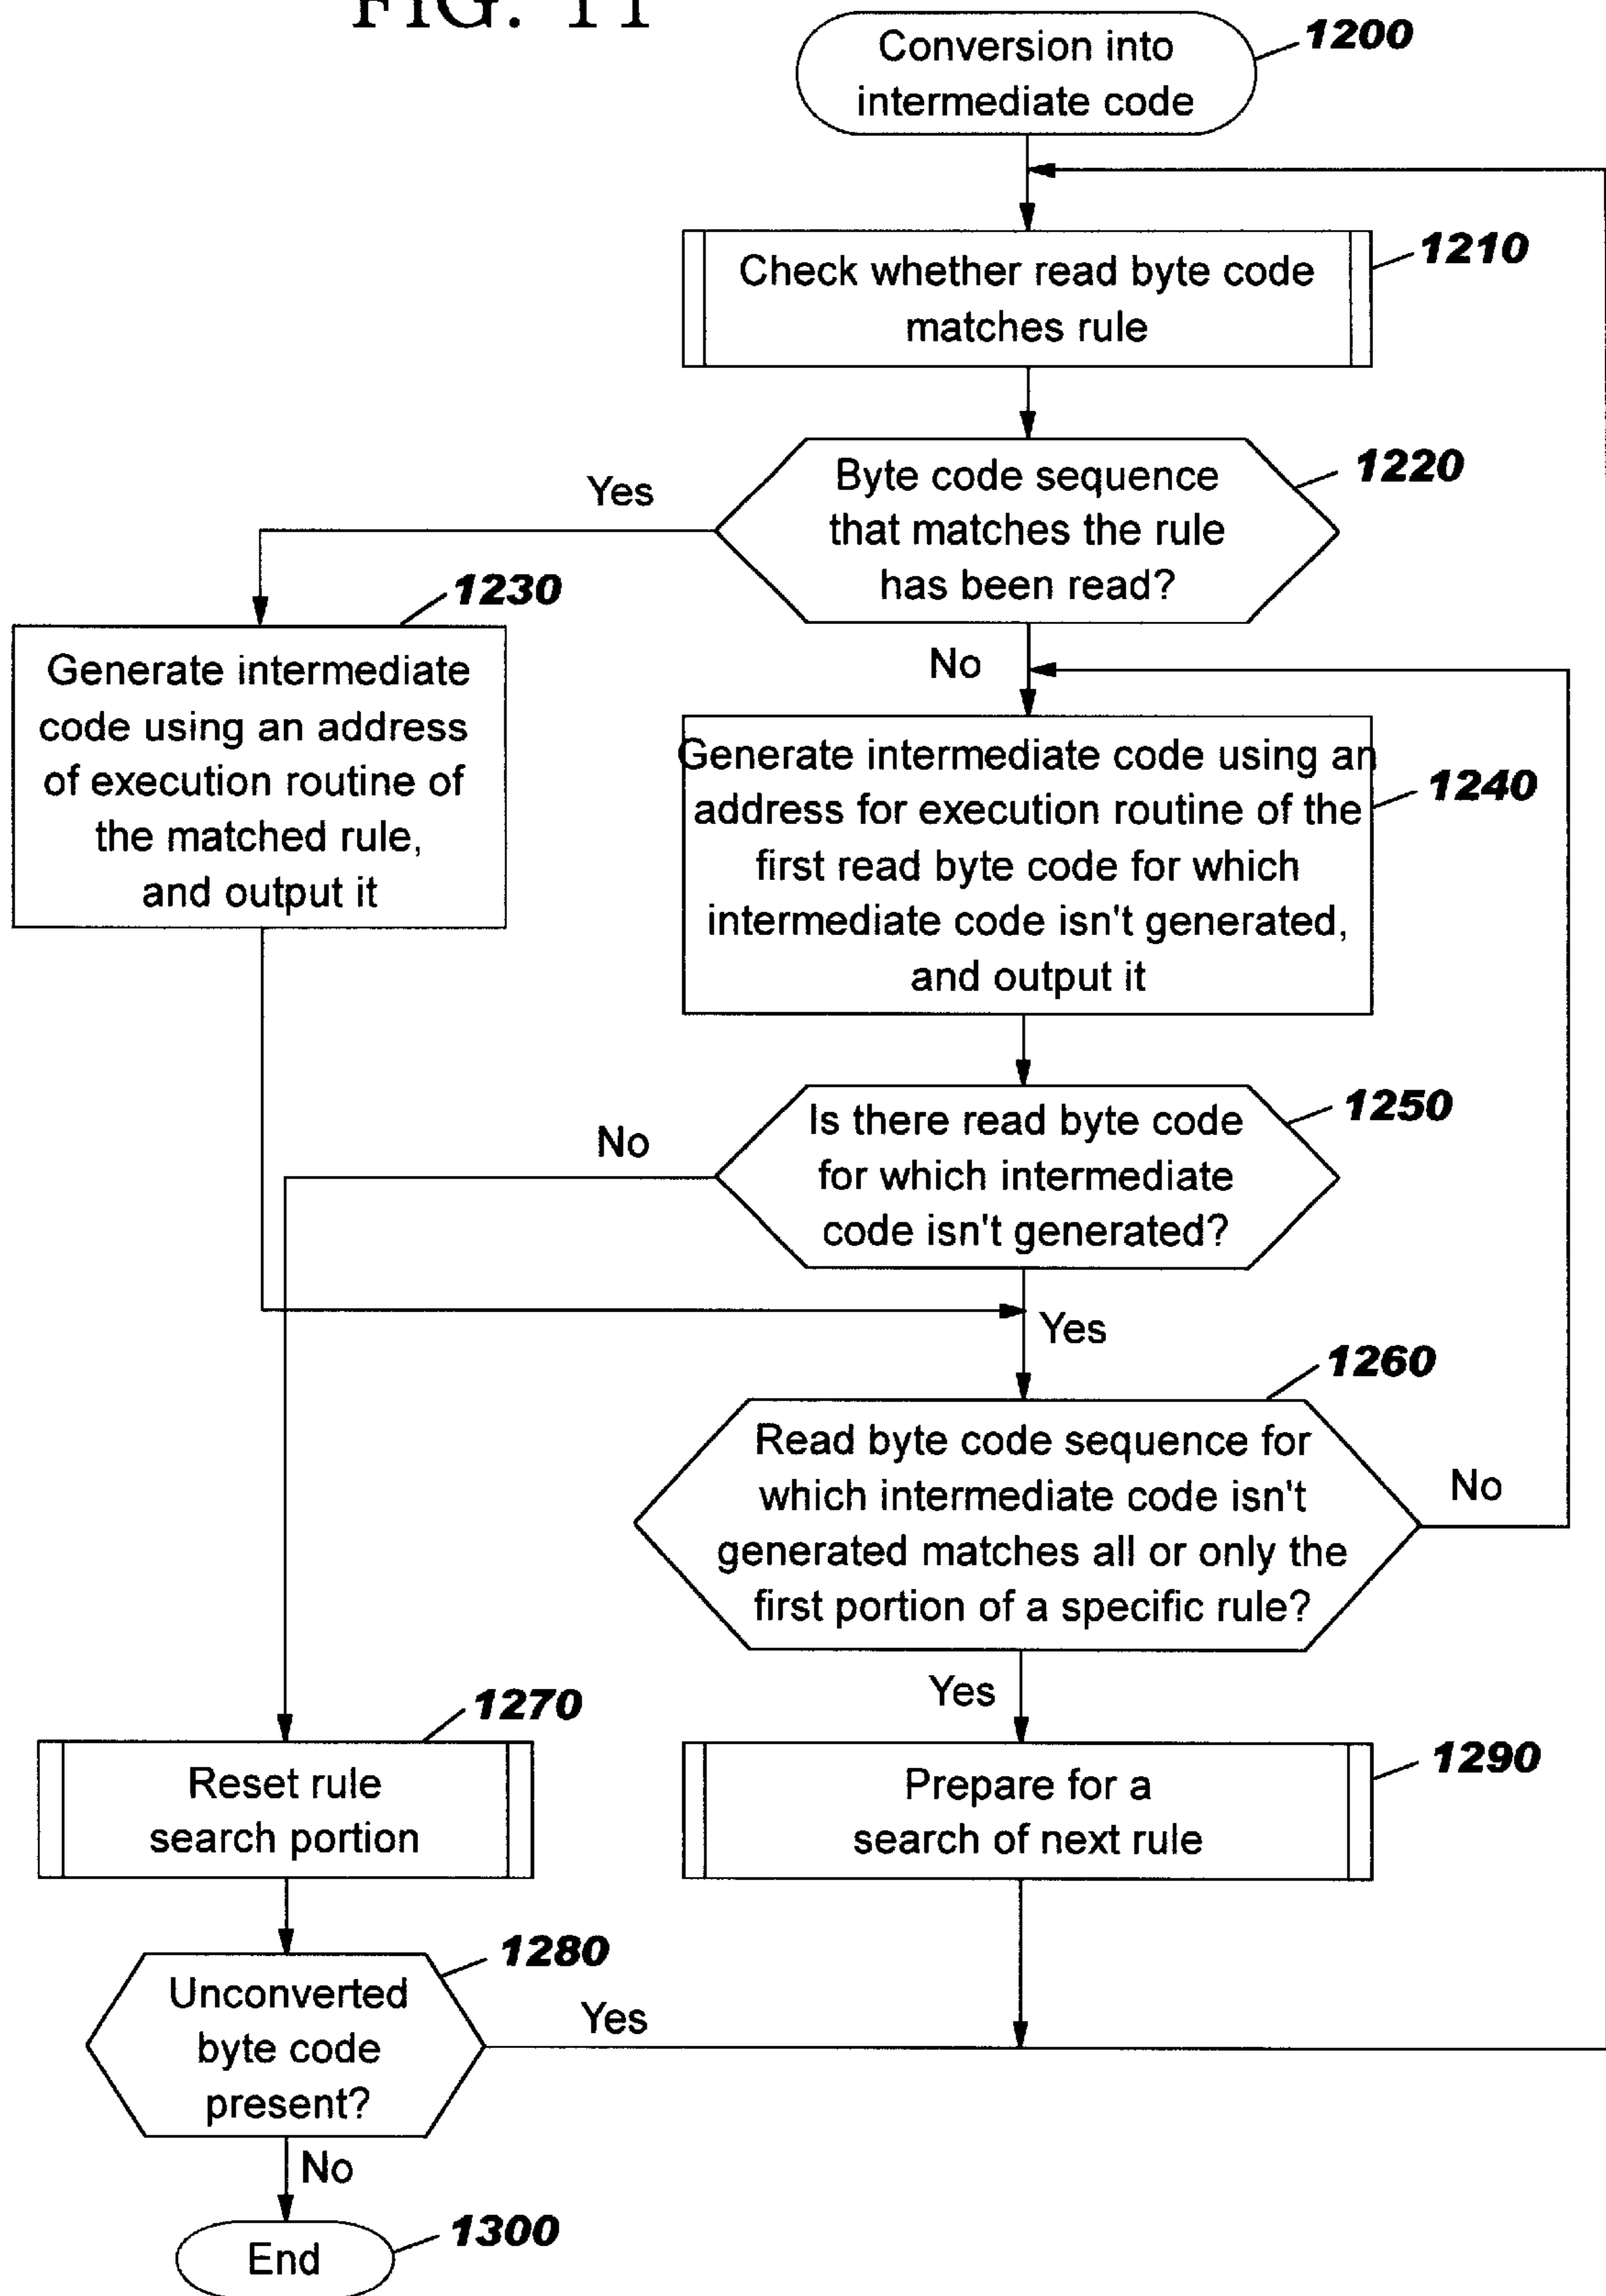 FIG. 11
Conversion into
intermediate code
1200
Check whether read byte code
matches rule
1210
Byte code sequence
that matches the rule
has been read?
1220
Yes
No
1230
Generate intermediate
code using an address
of execution routine of
the matched rule,
and output it
Generate intermediate code using an
address for execution routine of the
first read byte code for which
intermediate code isn't generated,
and output it
1240
Is there read byte code
for which intermediate
code isn't generated?
1250
No
Yes
1260
Read byte code sequence for
which intermediate code isn't
generated matches all or only the
first portion of a specific rule?
No
Yes
1270
Reset rule
search portion
Prepare for a
search of next rule
1290
1280
Unconverted
byte code
present?
Yes
No
End
1300